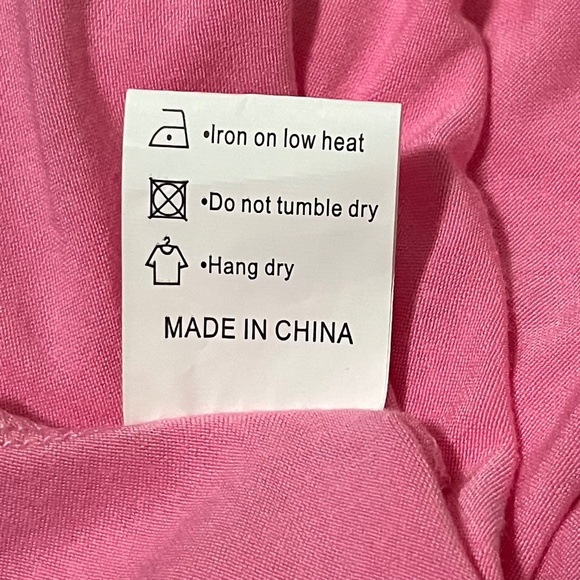 •Iron on low heat
•Do not tumble dry
•Hang dry
MADE IN CHINA